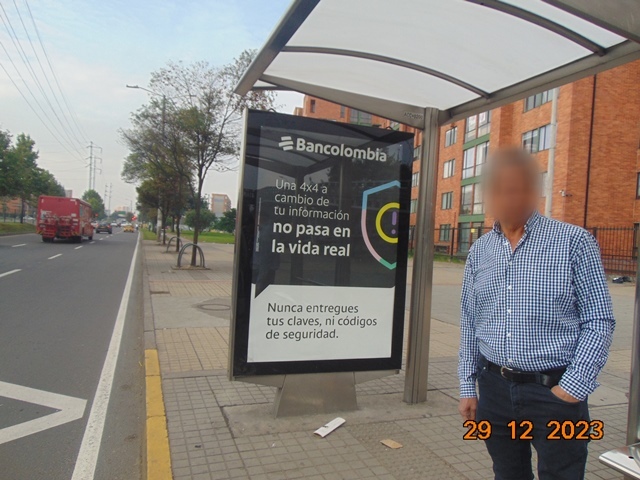 Bancolombia
Una 4x4 a
cambio de
tu información
no pasa en
la vida real
Nunca entregues
tus claves, ni códigos
de seguridad.
29 12 2023